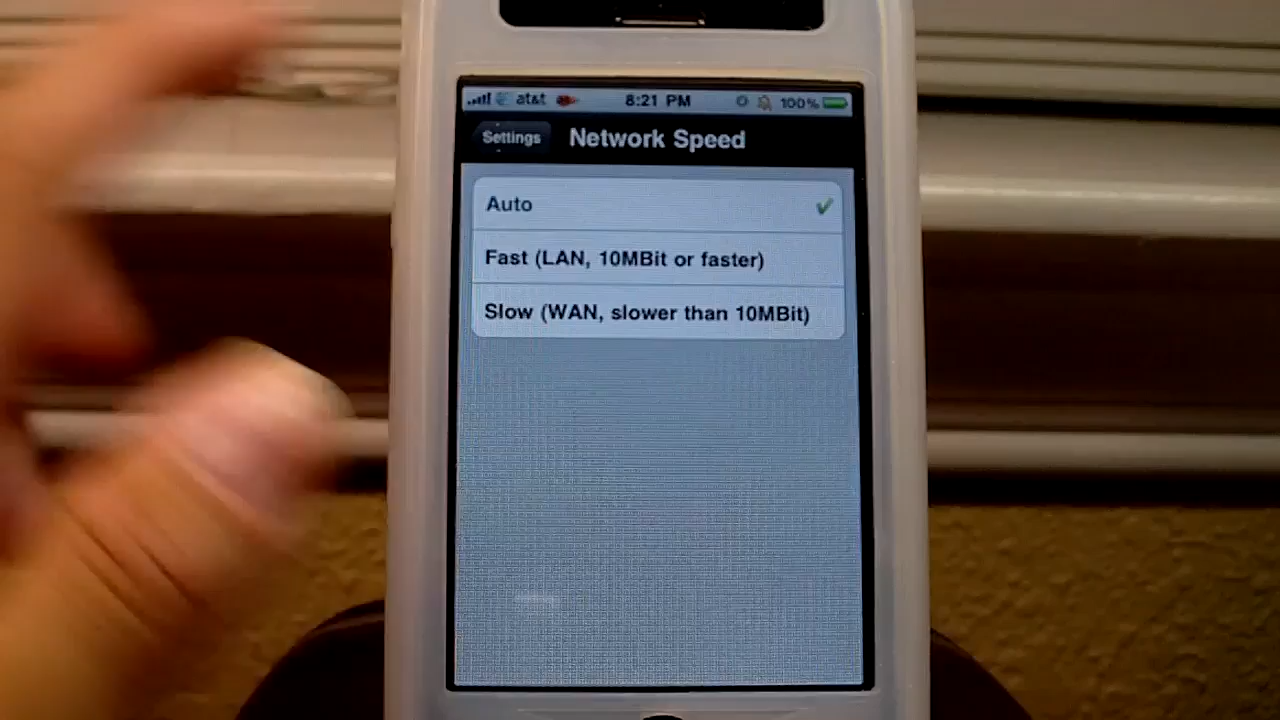 at&t 8:21 PM 100%
Settings Network Speed
Auto
Fast (LAN, 10MBit or faster)
Slow (WAN, slower than 10MBit)